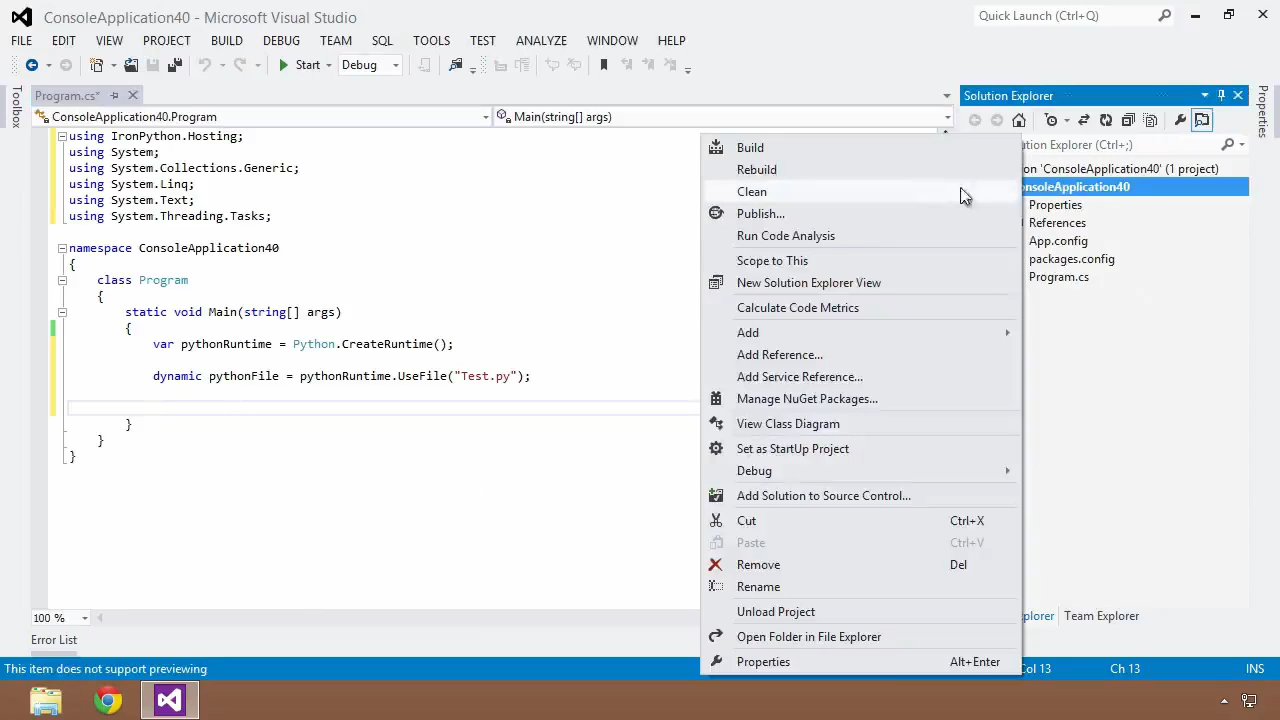 ConsoleApplication40 - Microsoft Visual Studio
Quick Launch (Ctrl+Q)
FILE EDIT VIEW PROJECT BUILD DEBUG TEAM SQL TOOLS TEST ANALYZE WINDOW HELP
Start Debug
Toolbox
Program.cs*
Solution Explorer
Properties
ConsoleApplication40.Program
Main(string[] args)
using IronPython.Hosting;
using System;
using System.Collections.Generic;
using System.Linq;
using System.Text;
using System.Threading.Tasks;
namespace ConsoleApplication40
{
class Program
{
static void Main(string[] args)
{
var pythonRuntime = Python.CreateRuntime();
dynamic pythonFile = pythonRuntime.UseFile("Test.py");
}
}
}
Build
Rebuild
Clean
Publish...
Run Code Analysis
Scope to This
New Solution Explorer View
Calculate Code Metrics
Add
Add Reference...
Add Service Reference...
Manage NuGet Packages...
View Class Diagram
Set as StartUp Project
Debug
Add Solution to Source Control...
Cut Ctrl+X
Paste Ctrl+V
Remove Del
Rename
Unload Project
Open Folder in File Explorer
Properties Alt+Enter
olution Explorer (Ctrl+;)
on 'ConsoleApplication40' (1 project)
onsoleApplication40
Properties
References
App.config
packages.config
Program.cs
plorer Team Explorer
100 %
Error List
This item does not support previewing
Col 13 Ch 13 INS